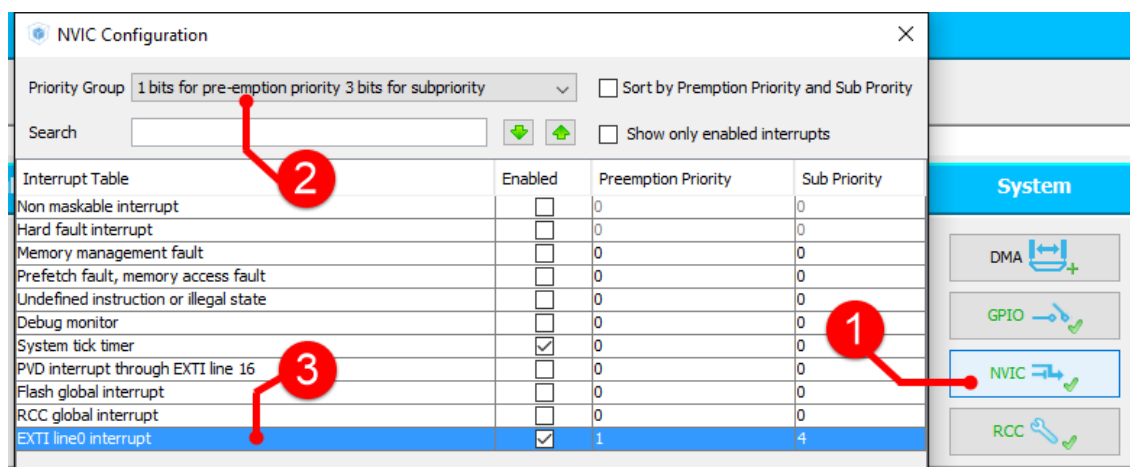 NVIC Configuration
Priority Group 1 bits for pre-emption priority 3 bits for subpriority Sort by Premption Priority and Sub Prority
Search Show only enabled interrupts
2
Interrupt Table Enabled Preemption Priority Sub Priority
Non maskable interrupt 0 0
Hard fault interrupt 0 0
Memory management fault 0 0
Prefetch fault, memory access fault 0 0
Undefined instruction or illegal state 0 0
Debug monitor 0 0
System tick timer 0 0
PVD interrupt through EXTI line 16 0 0
Flash global interrupt 0 0
RCC global interrupt 0 0
EXTI line0 interrupt 1 4
3
1
System
DMA
GPIO
NVIC
RCC